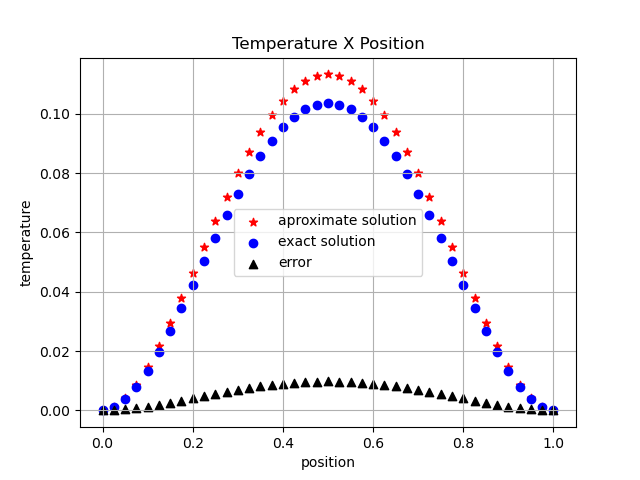 Temperature X Position
temperature
0.10
0.08
0.06
0.04
0.02
0.00
aproximate solution
exact solution
error
0.0 0.2 0.4 0.6 0.8 1.0
position